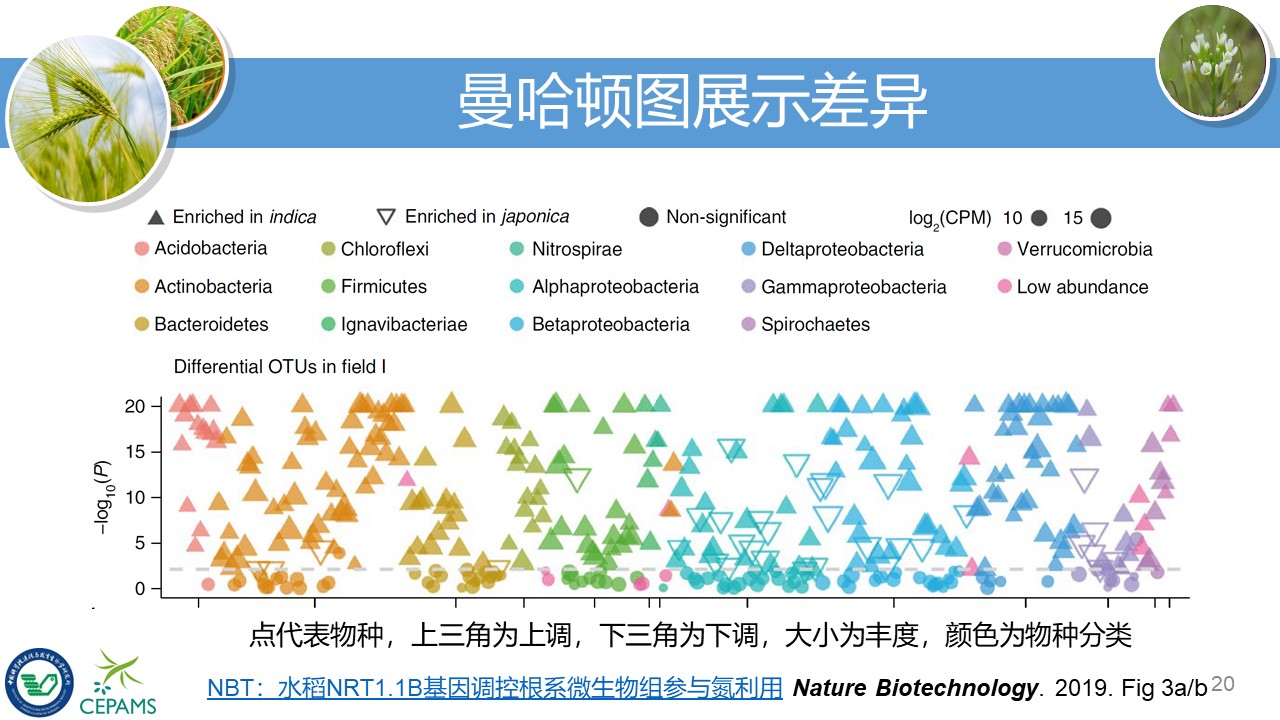 曼哈顿图展示差异
Enriched in indica Enriched in japonica Non-significant log2(CPM) 10 15
Acidobacteria Chloroflexi Nitrospirae Deltaproteobacteria Verrucomicrobia
Actinobacteria Firmicutes Alphaproteobacteria Gammaproteobacteria Low abundance
Bacteroidetes Ignavibacteriae Betaproteobacteria Spirochaetes
Differential OTUs in field I
−log10(P)
20
15
10
5
0
点代表物种，上三角为上调，下三角为下调，大小为丰度，颜色为物种分类
CEPAMS
NBT：水稻NRT1.1B基因调控根系微生物组参与氮利用 Nature Biotechnology. 2019. Fig 3a/b
20